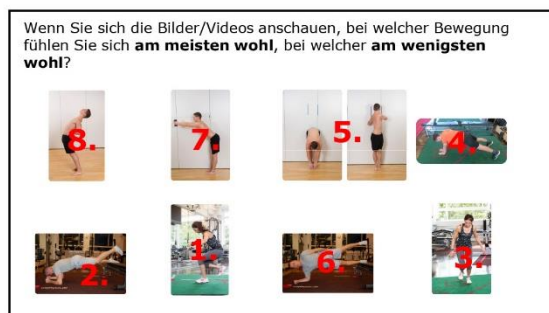 Wenn Sie sich die Bilder/Videos anschauen, bei welcher Bewegung
fühlen Sie sich am meisten wohl, bei welcher am wenigsten
wohl?
8.
7.
5.
4.
2.
1.
6.
3.